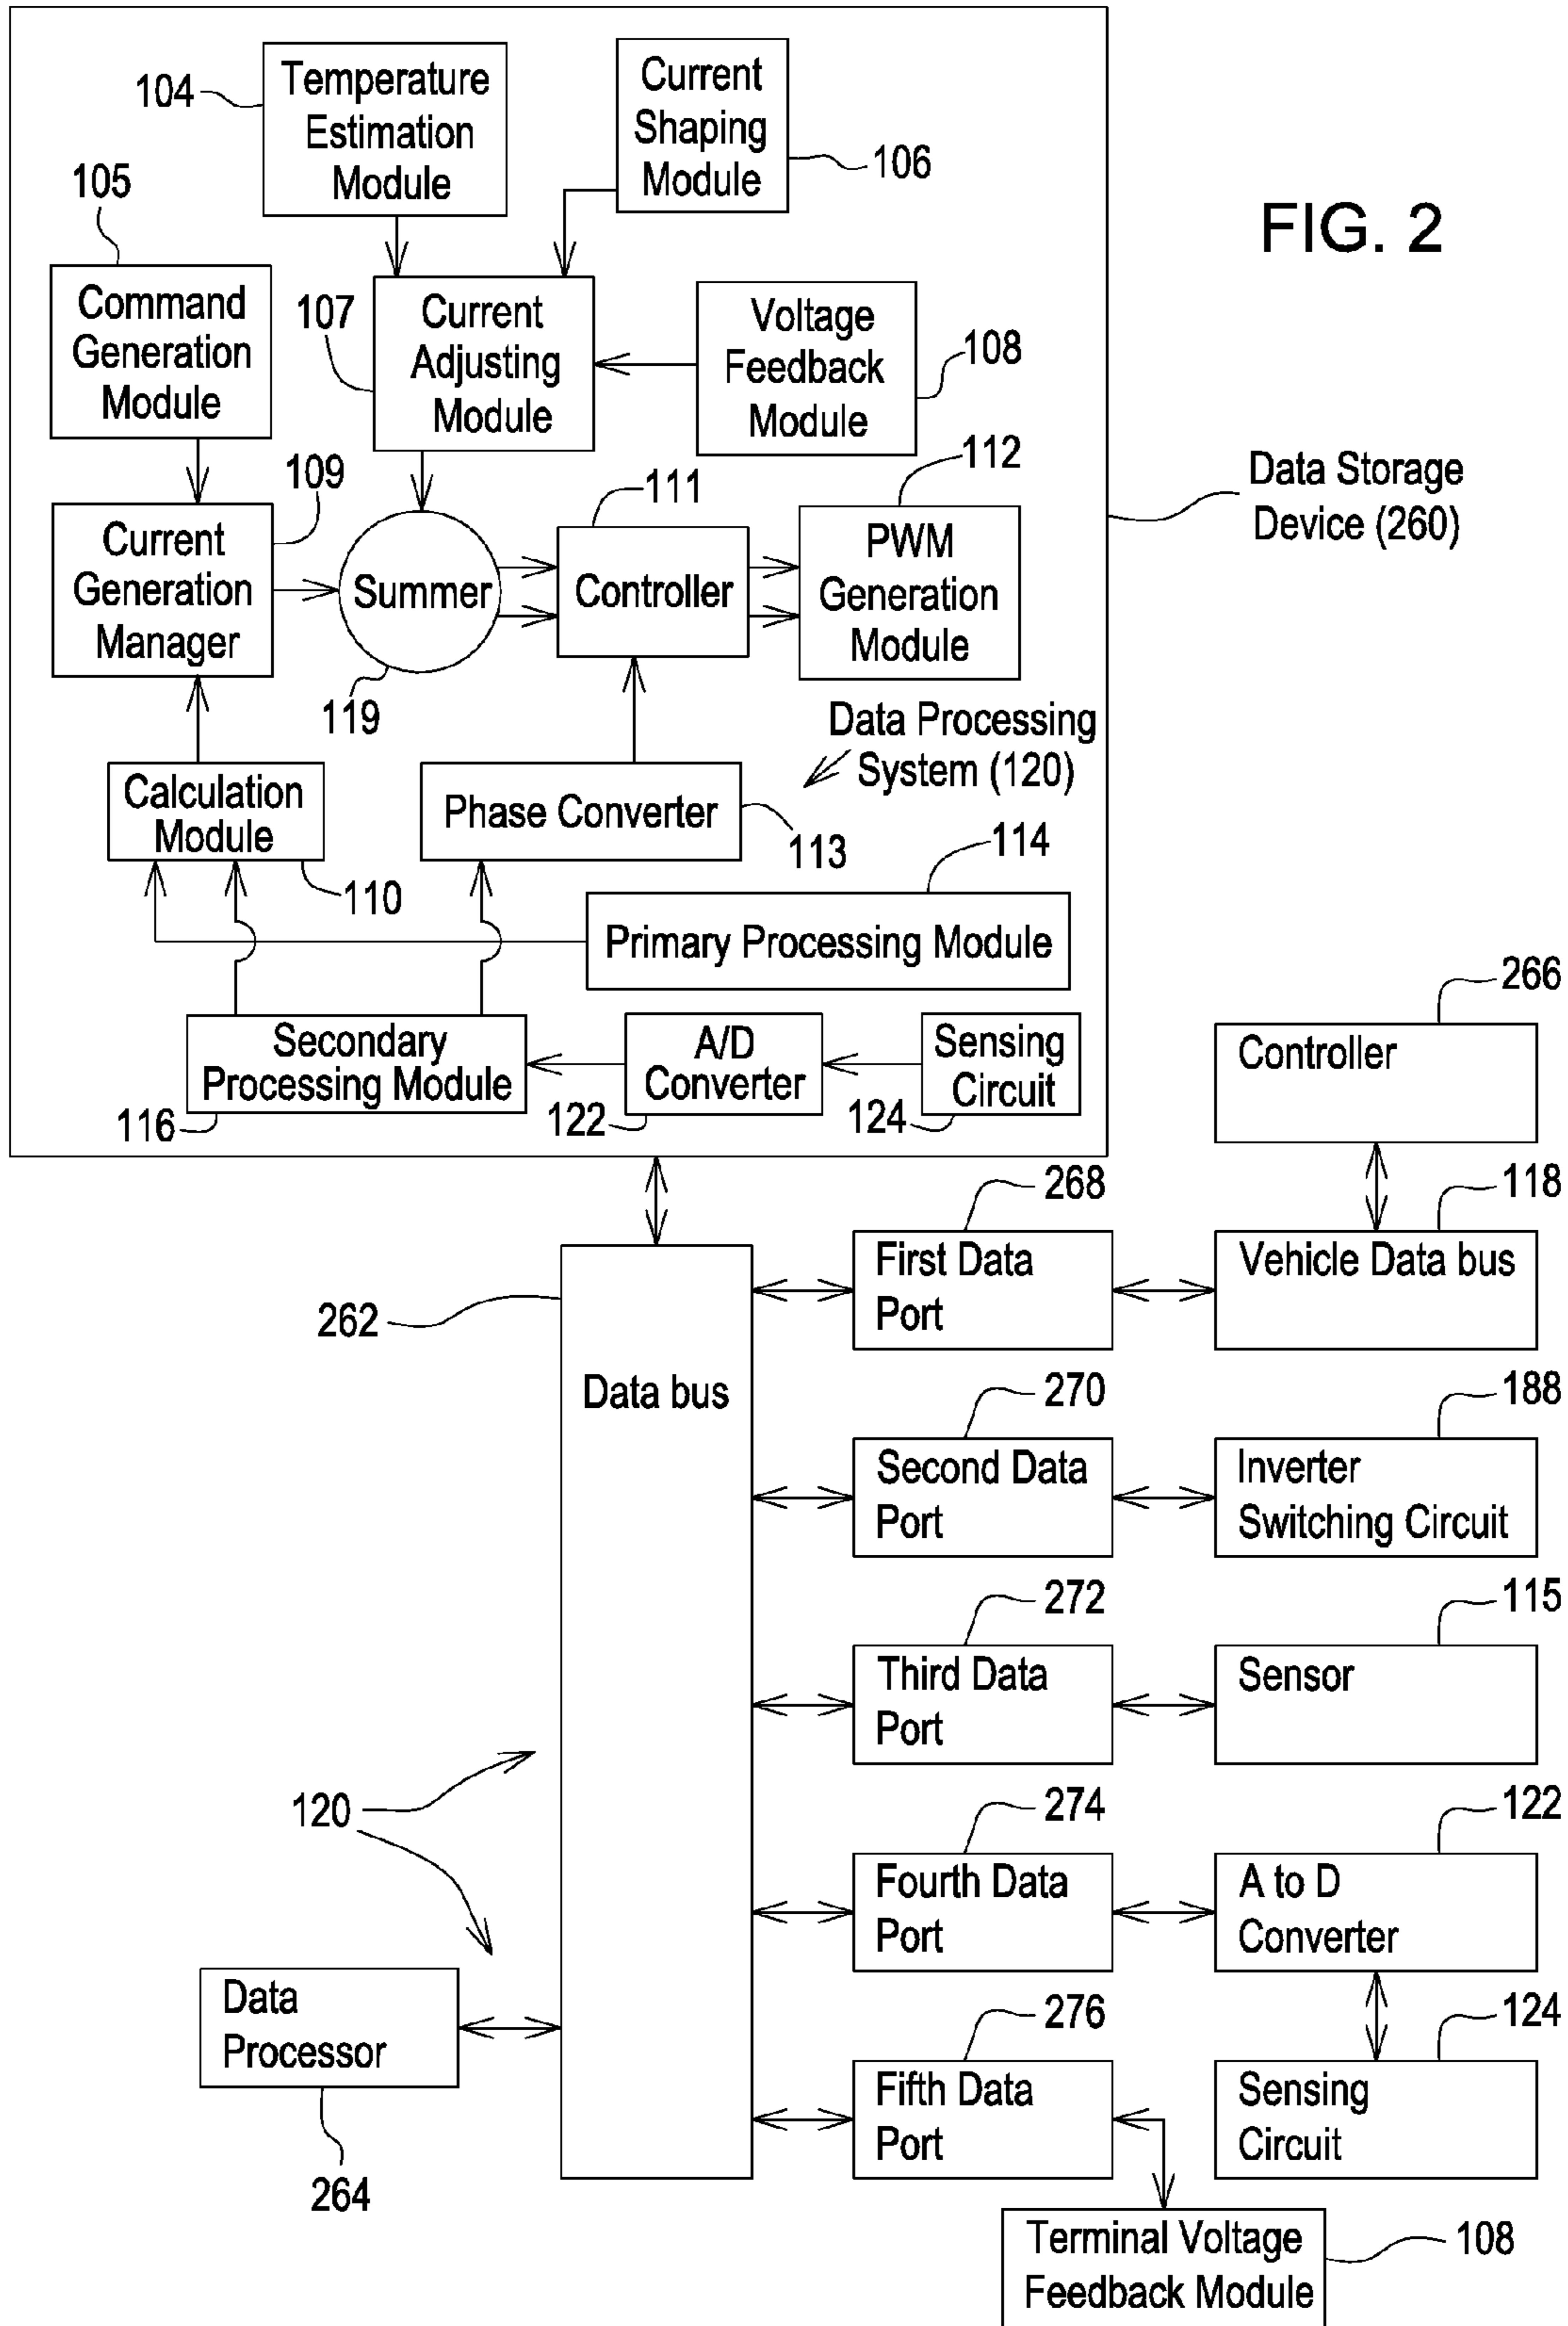 104
Temperature
Estimation
Module
Current
Shaping
Module
106
FIG. 2
105
Command
Generation
Module
107
Current
Adjusting
Module
Voltage
Feedback
Module
108
109
Current
Generation
Manager
Summer
119
111
Controller
112
PWM
Generation
Module
Data Storage
Device (260)
Data Processing
System (120)
Calculation
Module
110
Phase Converter
113
114
Primary Processing Module
Secondary
Processing Module
116
A/D
Converter
122
Sensing
Circuit
124
266
Controller
262
Data bus
268
First Data
Port
118
Vehicle Data bus
270
Second Data
Port
188
Inverter
Switching Circuit
272
Third Data
Port
115
Sensor
120
274
Fourth Data
Port
122
A to D
Converter
Data
Processor
264
276
Fifth Data
Port
124
Sensing
Circuit
Terminal Voltage
Feedback Module
108